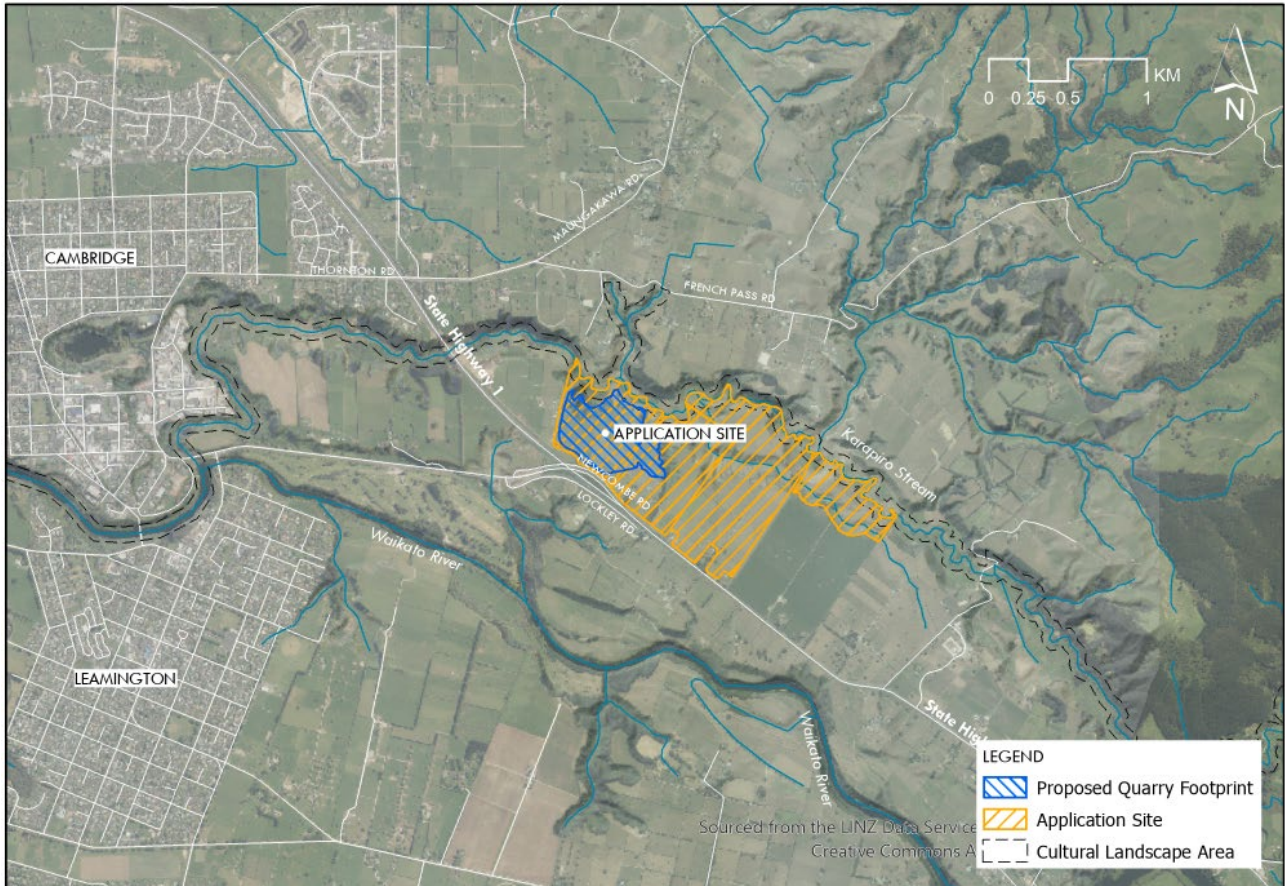 KM
0 0.25 0.5 1
N
MAUNGAKAWA RD
CAMBRIDGE
THORNTON RD
FRENCH PASS RD
State Highway 1
APPLICATION SITE
Karapiro Stream
NEWCOMBE RD
LOCKLEY RD
Waikato River
LEAMINGTON
State High
Waikato River
LEGEND
Proposed Quarry Footprint
Application Site
Cultural Landscape Area
Sourced from the LINZ Data Service
Creative Commons A